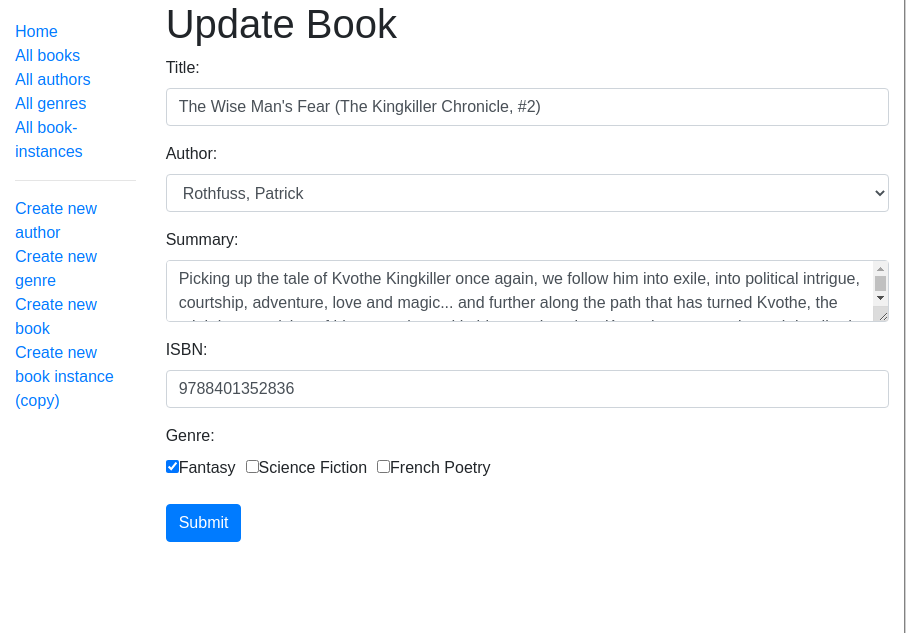 Home
All books
All authors
All genres
All book-
instances
Create new
author
Create new
genre
Create new
book
Create new
book instance
(copy)
Update Book
Title:
The Wise Man's Fear (The Kingkiller Chronicle, #2)
Author:
Rothfuss, Patrick
Summary:
Picking up the tale of Kvothe Kingkiller once again, we follow him into exile, into political intrigue,
courtship, adventure, love and magic... and further along the path that has turned Kvothe, the
ISBN:
9788401352836
Genre:
Fantasy Science Fiction French Poetry
Submit